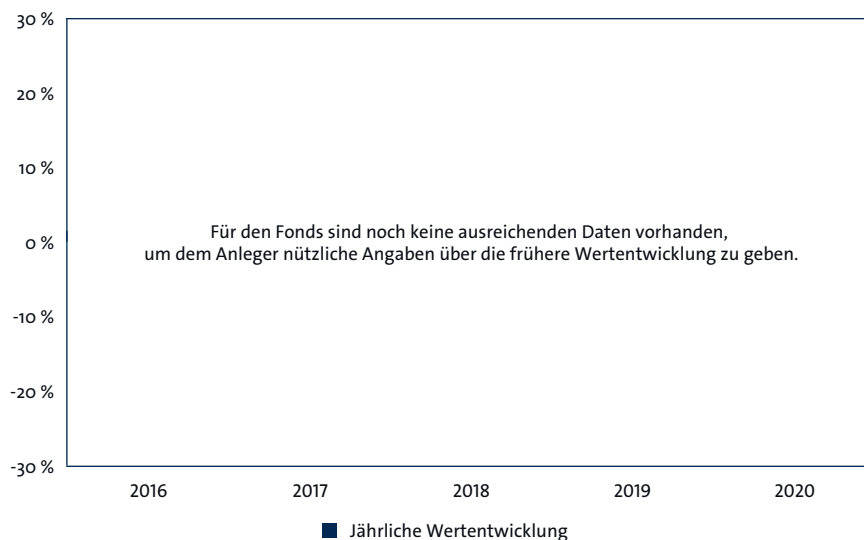 30 %
20 %
10 %
0 %
-10 %
-20 %
-30 %
Für den Fonds sind noch keine ausreichenden Daten vorhanden,
um dem Anleger nützliche Angaben über die frühere Wertentwicklung zu geben.
2016 2017 2018 2019 2020
Jährliche Wertentwicklung